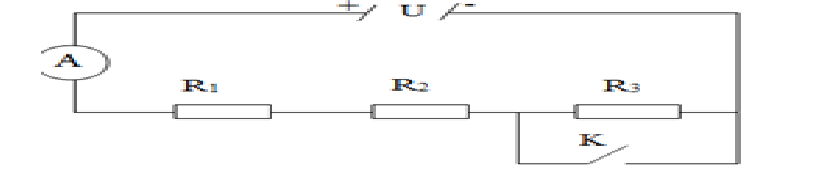 + U -
A
R₁ R₂ R₃
K